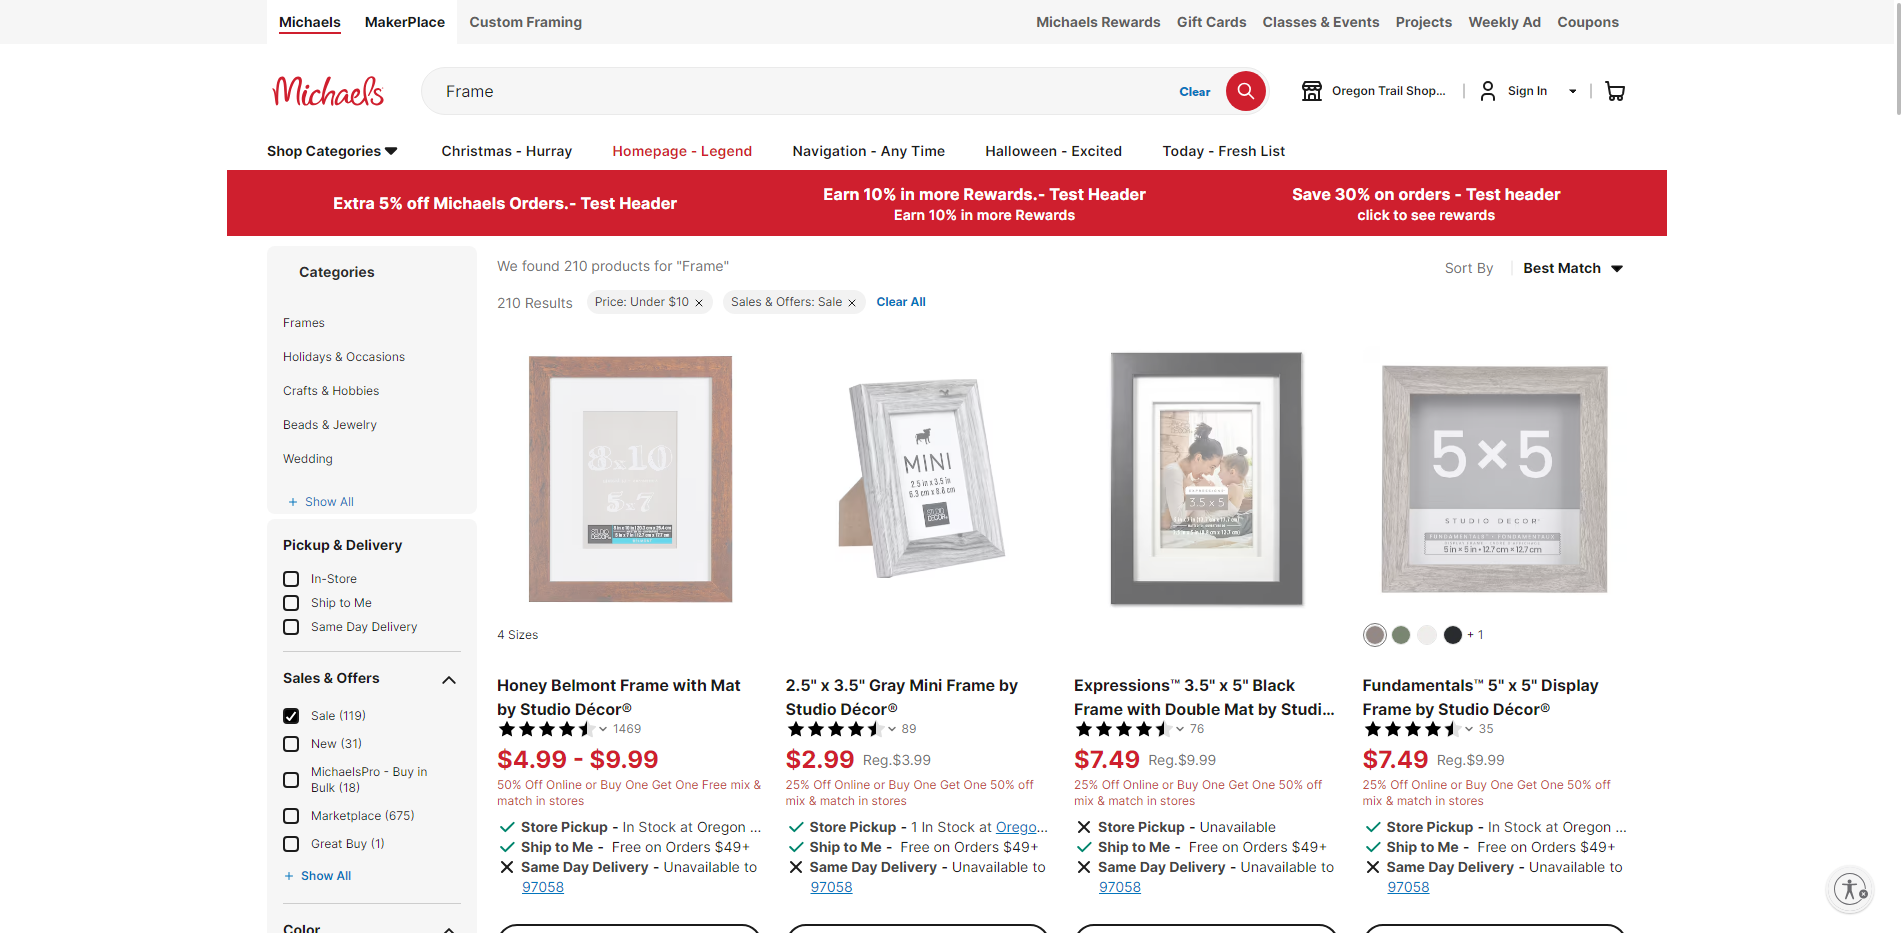 Michaels
MakerPlace
Custom Framing
Michaels Rewards
Gift Cards
Classes & Events
Projects
Weekly Ad
Coupons
Michaels
Frame
Clear
Oregon Trail Shop...
Sign In
Shop Categories
Christmas - Hurray
Homepage - Legend
Navigation - Any Time
Halloween - Excited
Today - Fresh List
Extra 5% off Michaels Orders.- Test Header
Earn 10% in more Rewards.- Test Header
Earn 10% in more Rewards
Save 30% on orders - Test header
click to see rewards
Categories
Frames
Holidays & Occasions
Crafts & Hobbies
Beads & Jewelry
Wedding
+ Show All
Pickup & Delivery
In-Store
Ship to Me
Same Day Delivery
Sales & Offers
Sale (119)
New (31)
MichaelsPro - Buy in
Bulk (18)
Marketplace (675)
Great Buy (1)
+ Show All
Color
We found 210 products for "Frame"
Sort By
Best Match
210 Results
Price: Under $10
Sales & Offers: Sale
Clear All
8x10
5x7
4 Sizes
Honey Belmont Frame with Mat
by Studio Décor®
1469
$4.99 - $9.99
50% Off Online or Buy One Get One Free mix &
match in stores
Store Pickup - In Stock at Oregon ...
Ship to Me - Free on Orders $49+
Same Day Delivery - Unavailable to
97058
MINI
2.5 in x 3.5 in
6.3 cm x 8.8 cm
STUDIO
DECOR
2.5" x 3.5" Gray Mini Frame by
Studio Décor®
89
$2.99 Reg.$3.99
25% Off Online or Buy One Get One 50% off
mix & match in stores
Store Pickup - 1 In Stock at Orego...
Ship to Me - Free on Orders $49+
Same Day Delivery - Unavailable to
97058
EXPRESSIONS
3.5 x 5
Expressions™ 3.5" x 5" Black
Frame with Double Mat by Studi...
76
$7.49 Reg.$9.99
25% Off Online or Buy One Get One 50% off
mix & match in stores
Store Pickup - Unavailable
Ship to Me - Free on Orders $49+
Same Day Delivery - Unavailable to
97058
5×5
STUDIO DECOR®
FUNDAMENTALS™ • FONDAMENTAUX
5 in × 5 in • 12.7 cm × 12.7 cm
+ 1
Fundamentals™ 5" x 5" Display
Frame by Studio Décor®
35
$7.49 Reg.$9.99
25% Off Online or Buy One Get One 50% off
mix & match in stores
Store Pickup - In Stock at Oregon ...
Ship to Me - Free on Orders $49+
Same Day Delivery - Unavailable to
97058